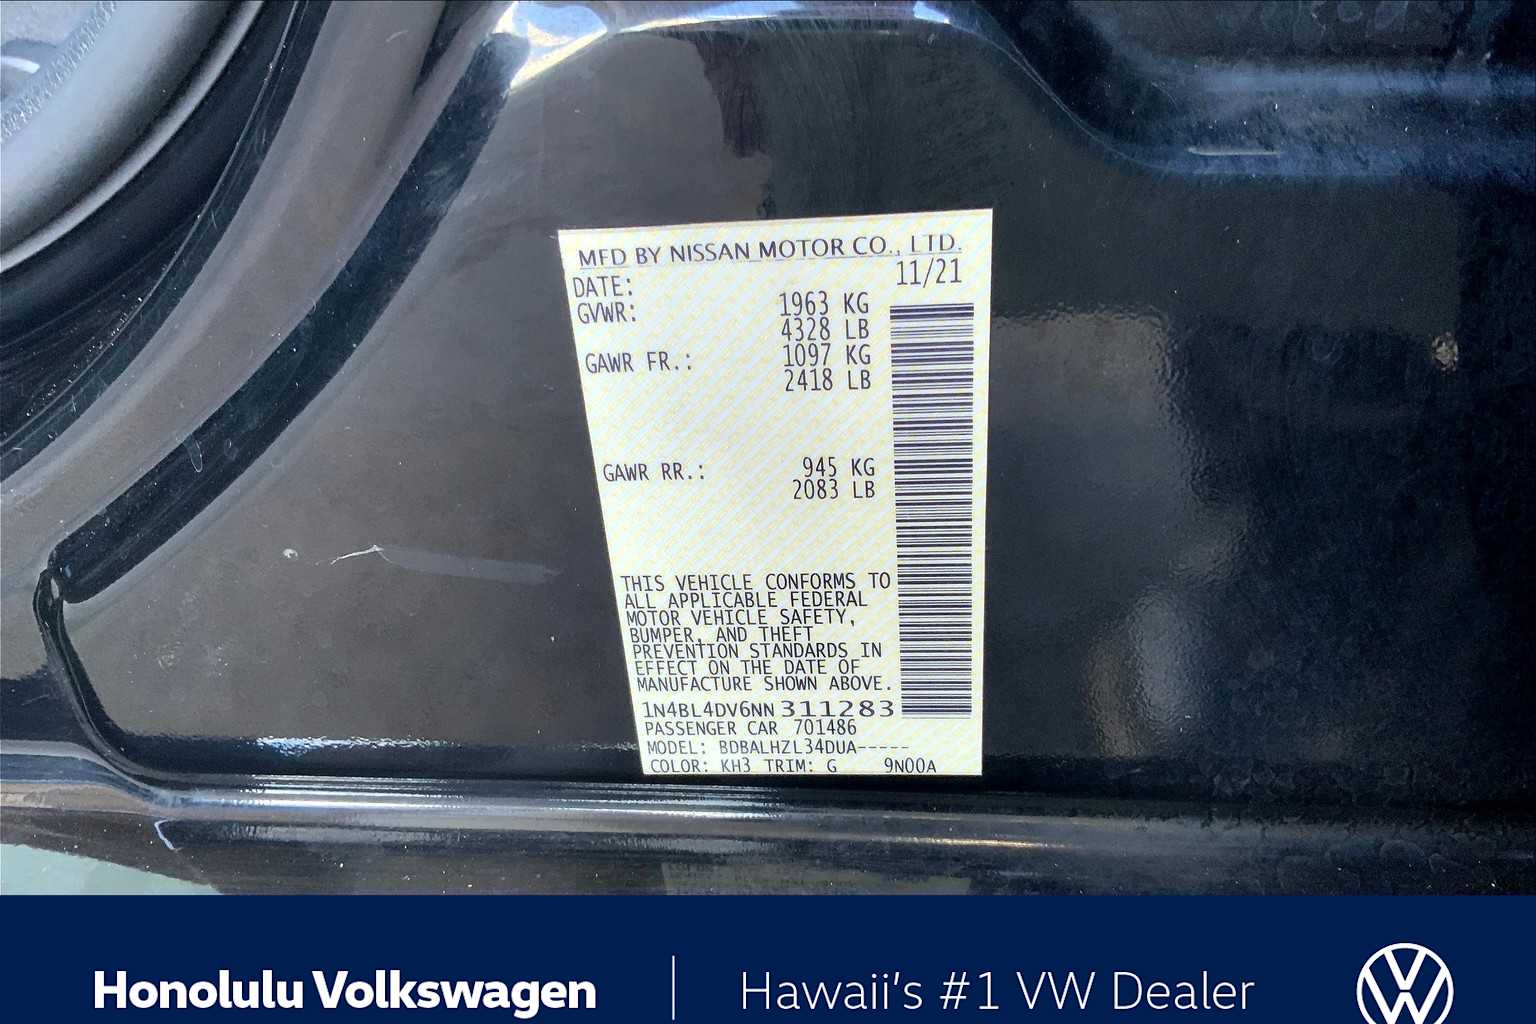 MFD BY NISSAN MOTOR CO., LTD.
DATE: 11/21
GVWR: 1963 KG
4328 LB
GAWR FR.: 1097 KG
2418 LB
GAWR RR.: 945 KG
2083 LB
THIS VEHICLE CONFORMS TO
ALL APPLICABLE FEDERAL
MOTOR VEHICLE SAFETY,
BUMPER, AND THEFT
PREVENTION STANDARDS IN
EFFECT ON THE DATE OF
MANUFACTURE SHOWN ABOVE.
1N4BL4DV6NN311283
PASSENGER CAR 701486
MODEL: BDBALHZL34DUA-----
COLOR: KH3 TRIM: G 9N00A
Honolulu Volkswagen | Hawaii's #1 VW Dealer